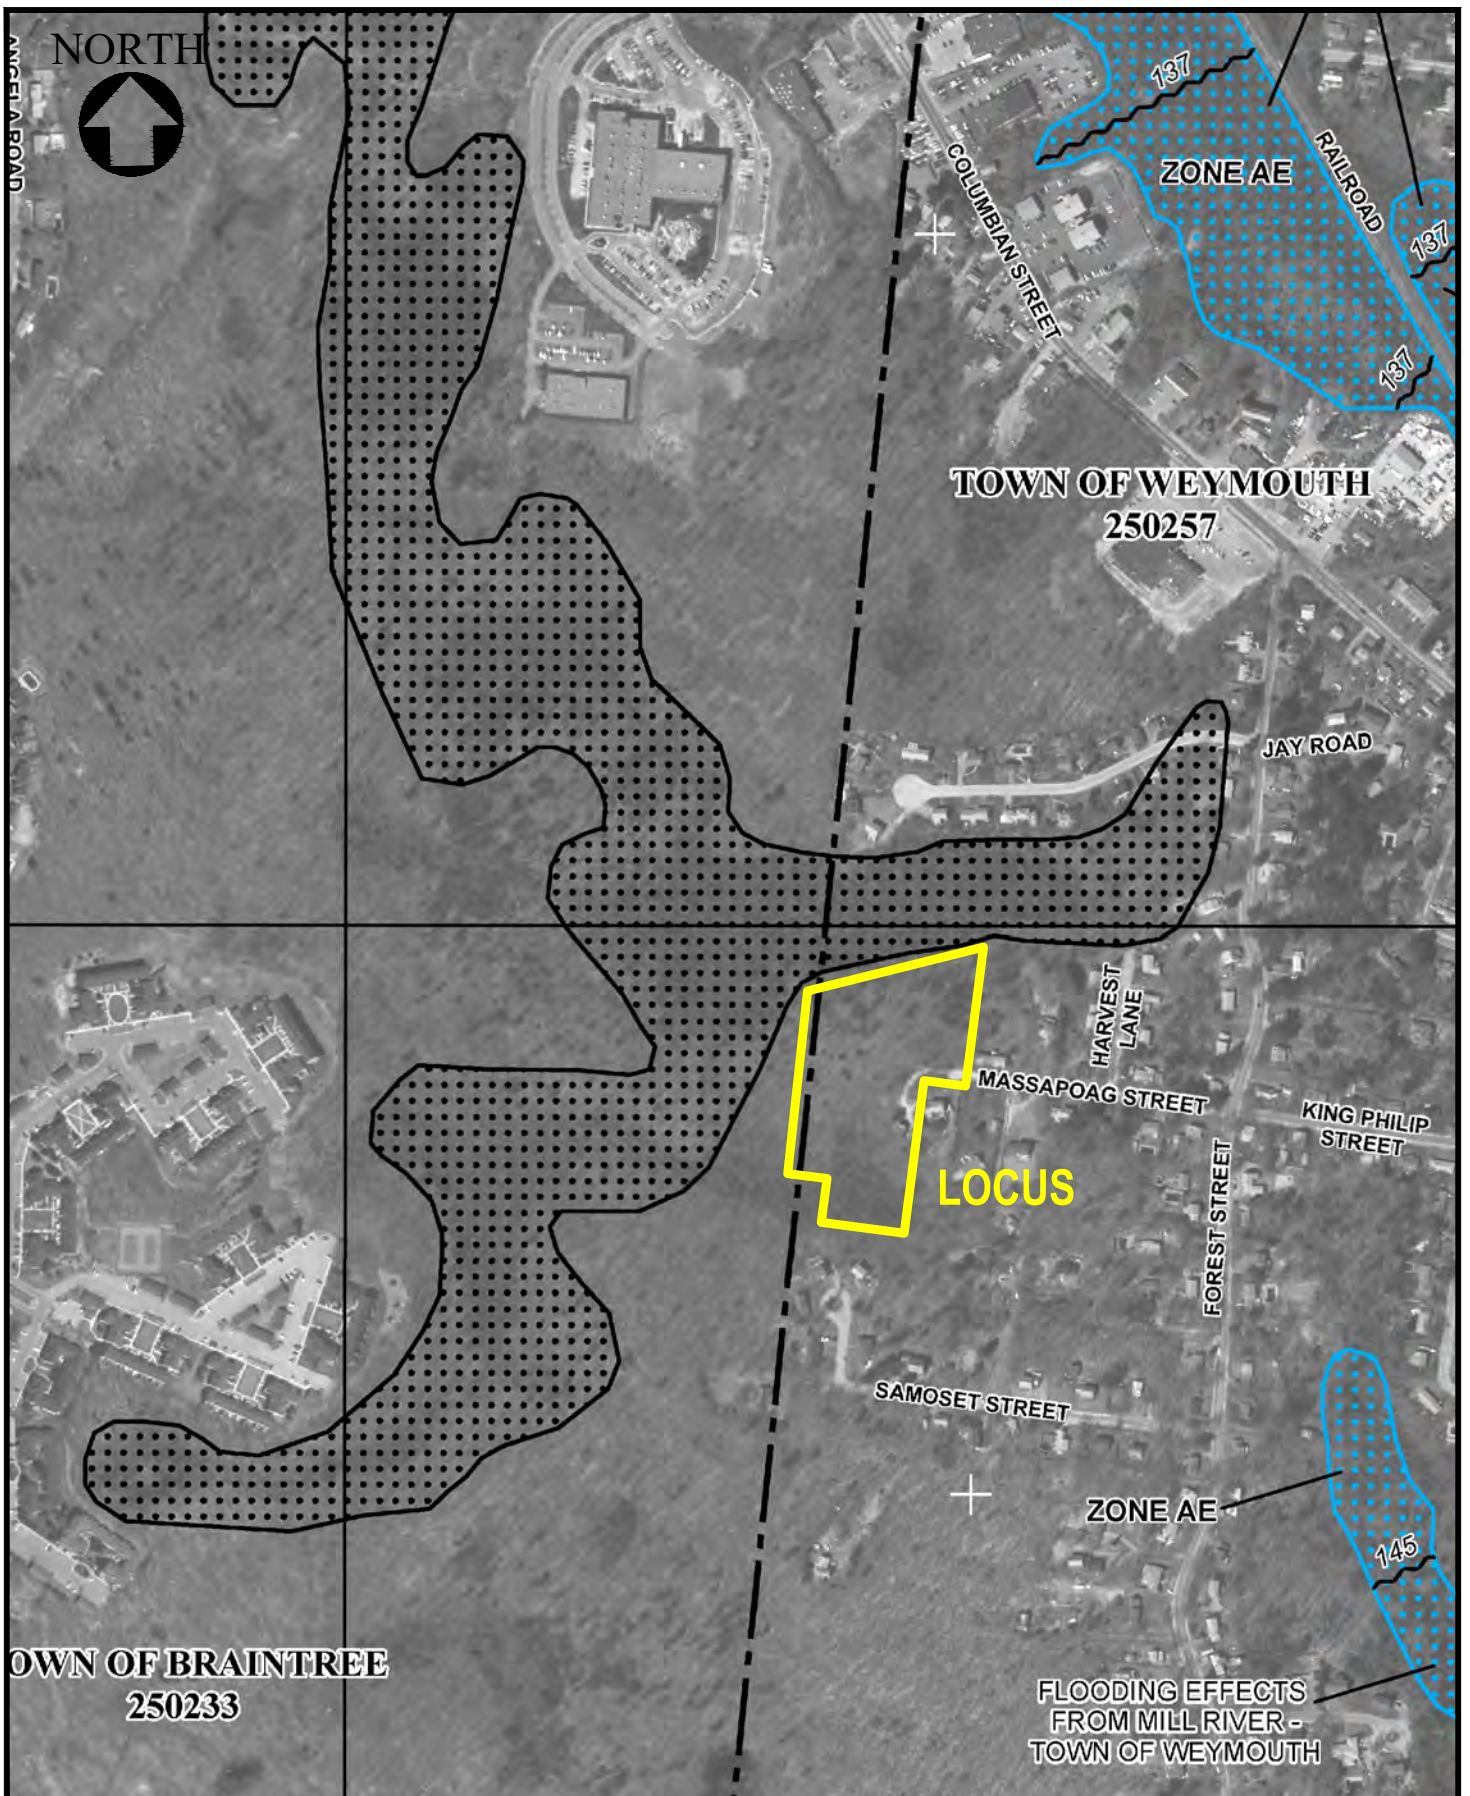 NORTH
ANGELA ROAD
137
ZONE AE
RAILROAD
COLUMBIAN STREET
137
137
TOWN OF WEYMOUTH
250257
JAY ROAD
HARVEST
LANE
MASSAPOAG STREET
KING PHILIP
STREET
LOCUS
FOREST STREET
SAMOSET STREET
ZONE AE
145
OWN OF BRAINTREE
250233
FLOODING EFFECTS
FROM MILL RIVER -
TOWN OF WEYMOUTH